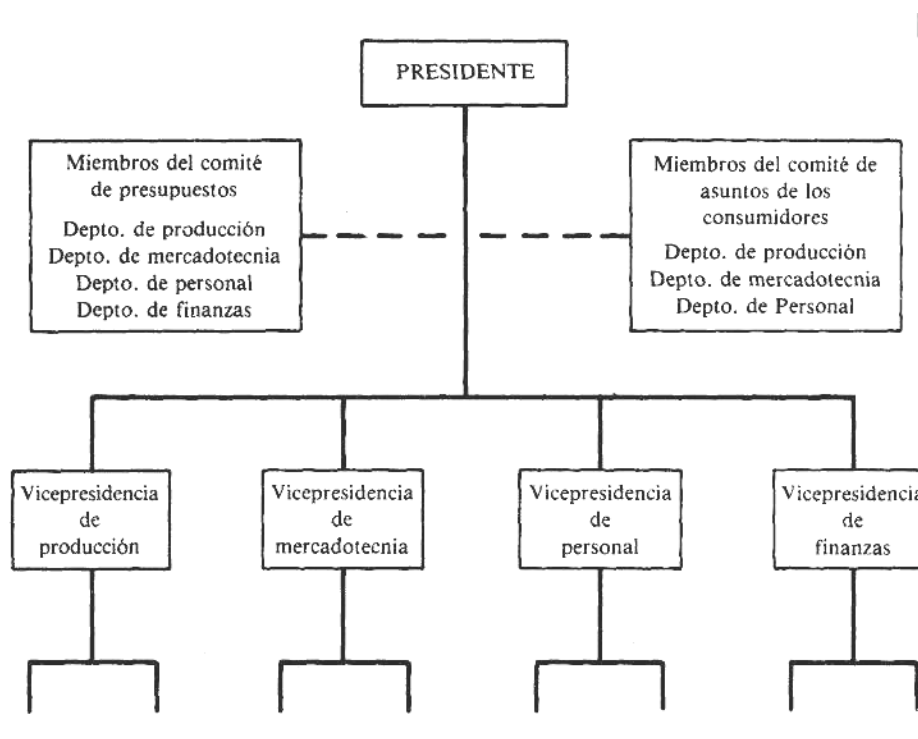 PRESIDENTE
Miembros del comité
de presupuestos
Depto. de producción
Depto. de mercadotecnia
Depto. de personal
Depto. de finanzas
Miembros del comité de
asuntos de los
consumidores
Depto. de producción
Depto. de mercadotecnia
Depto. de Personal
Vicepresidencia
de
producción
Vicepresidencia
de
mercadotecnia
Vicepresidencia
de
personal
Vicepresidencia
de
finanzas